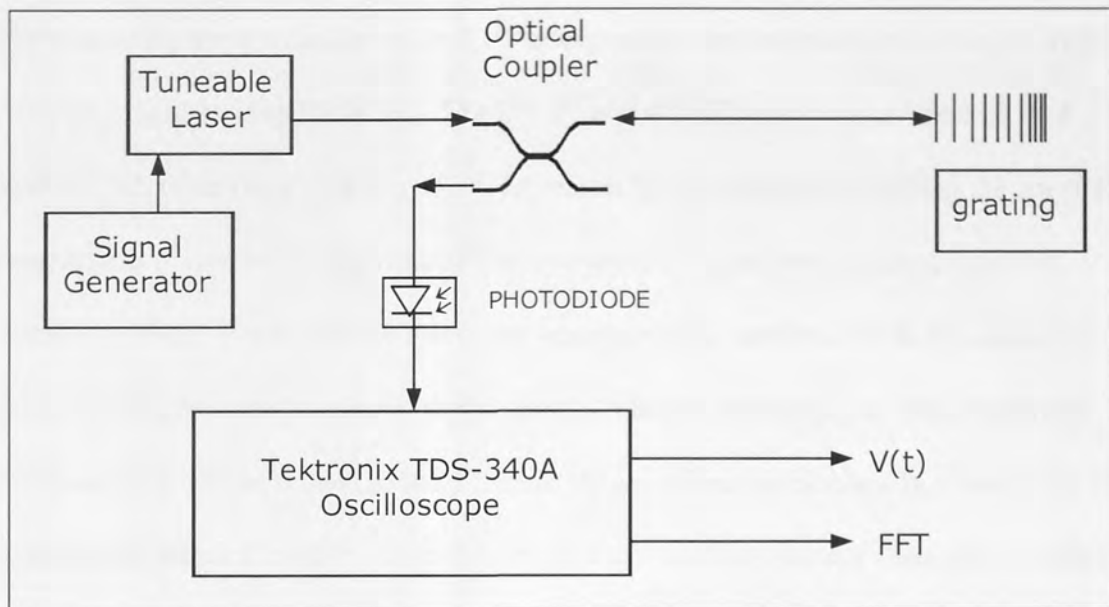 Optical
Coupler
Tuneable
Laser
grating
Signal
Generator
PHOTODIODE
Tektronix TDS-340A
Oscilloscope
V(t)
FFT